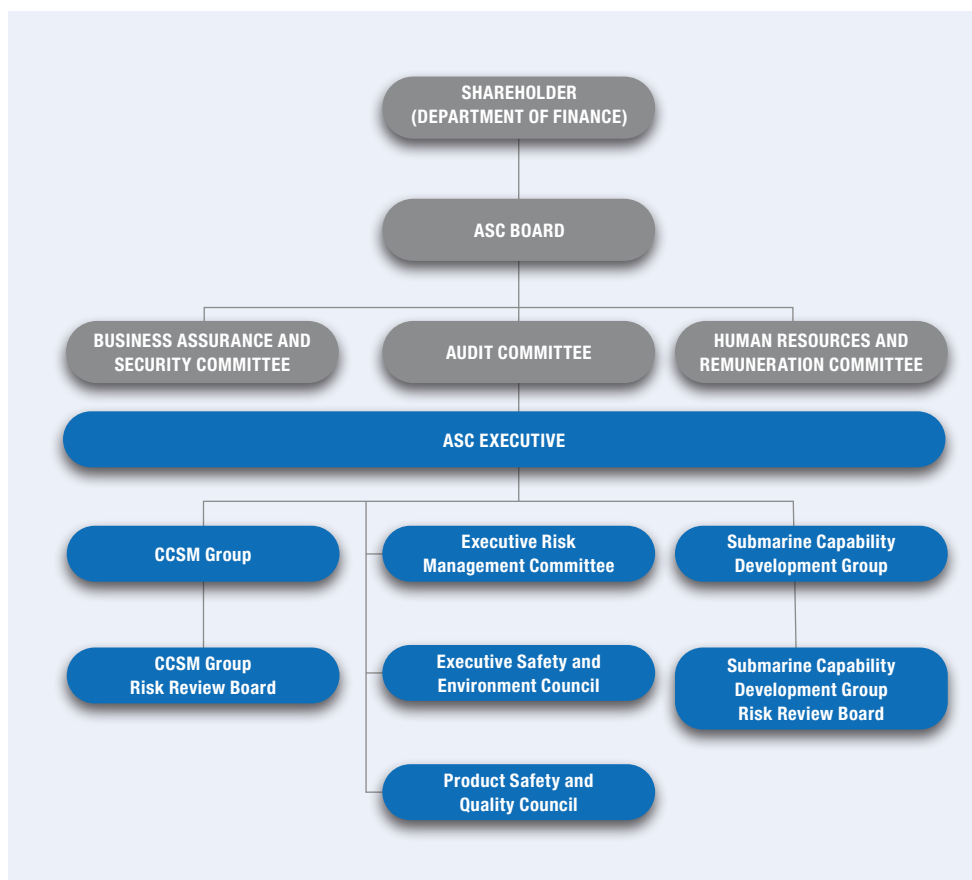 SHAREHOLDER
(DEPARTMENT OF FINANCE)
ASC BOARD
BUSINESS ASSURANCE AND
SECURITY COMMITTEE
AUDIT COMMITTEE
HUMAN RESOURCES AND
REMUNERATION COMMITTEE
ASC EXECUTIVE
CCSM Group
Executive Risk
Management Committee
Submarine Capability
Development Group
CCSM Group
Risk Review Board
Executive Safety and
Environment Council
Submarine Capability
Development Group
Risk Review Board
Product Safety and
Quality Council